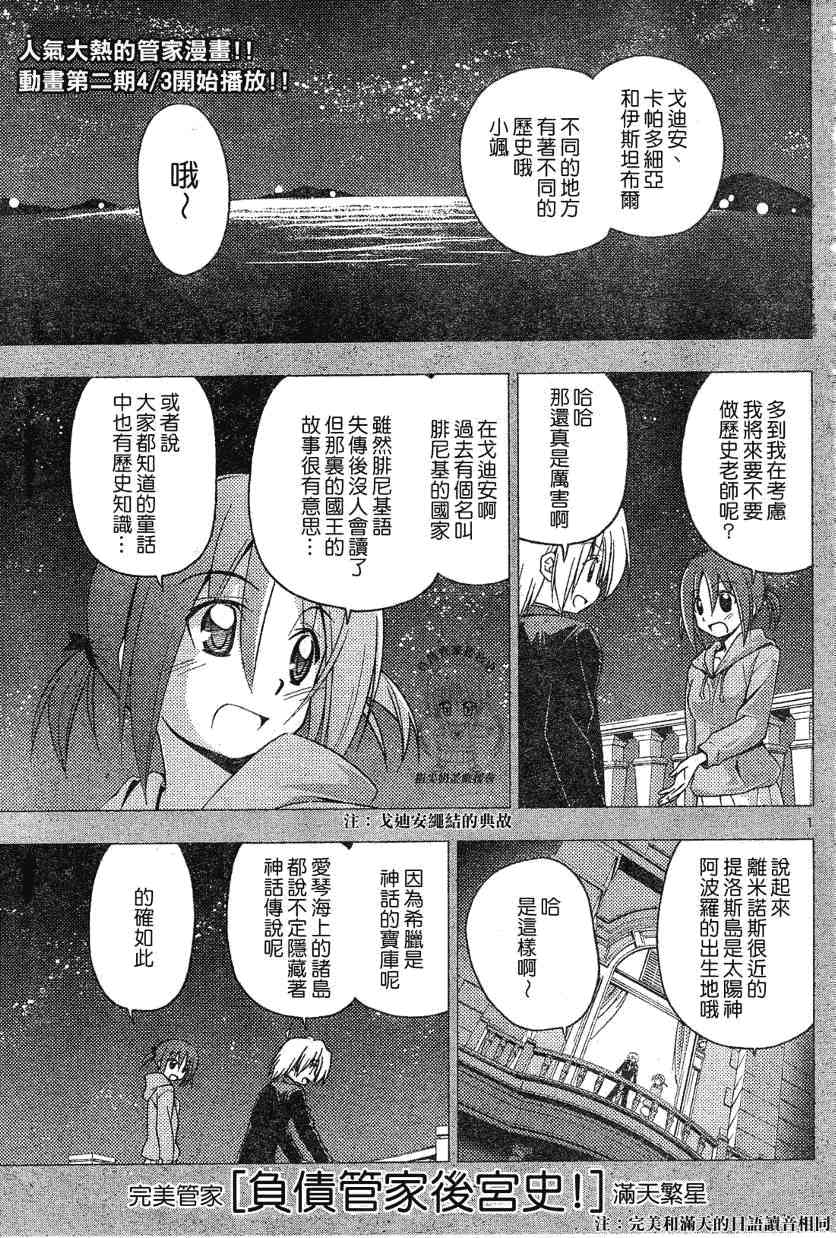 人氣大熱的管家漫畫!!
動畫第二期4/3開始播放!!
戈迪安、
卡帕多細亞
和伊斯坦布爾
不同的地方
有著不同的
歷史哦
小颯
哦~
多到我在考慮
我將來要不要
做歷史老師呢?
哈哈
那還真是厲害啊
在戈迪安啊
過去有個名叫
腓尼基的國家
雖然腓尼基語
失傳後沒人會讀了
但那裏的國王的
故事很有意思…
或者說
大家都知道的童話
中也有歷史知識…
注：戈迪安繩結的典故
1
說起來
離米諾斯很近的
提洛斯島是太陽神
阿波羅的出生地哦
哈
是這樣啊~
因為希臘是
神話的寶庫呢
愛琴海上的諸島
都說不定隱藏著
神話傳說呢
的確如此
完美管家[負債管家後宮史!]滿天繁星
注：完美和滿天的日語讀音相同